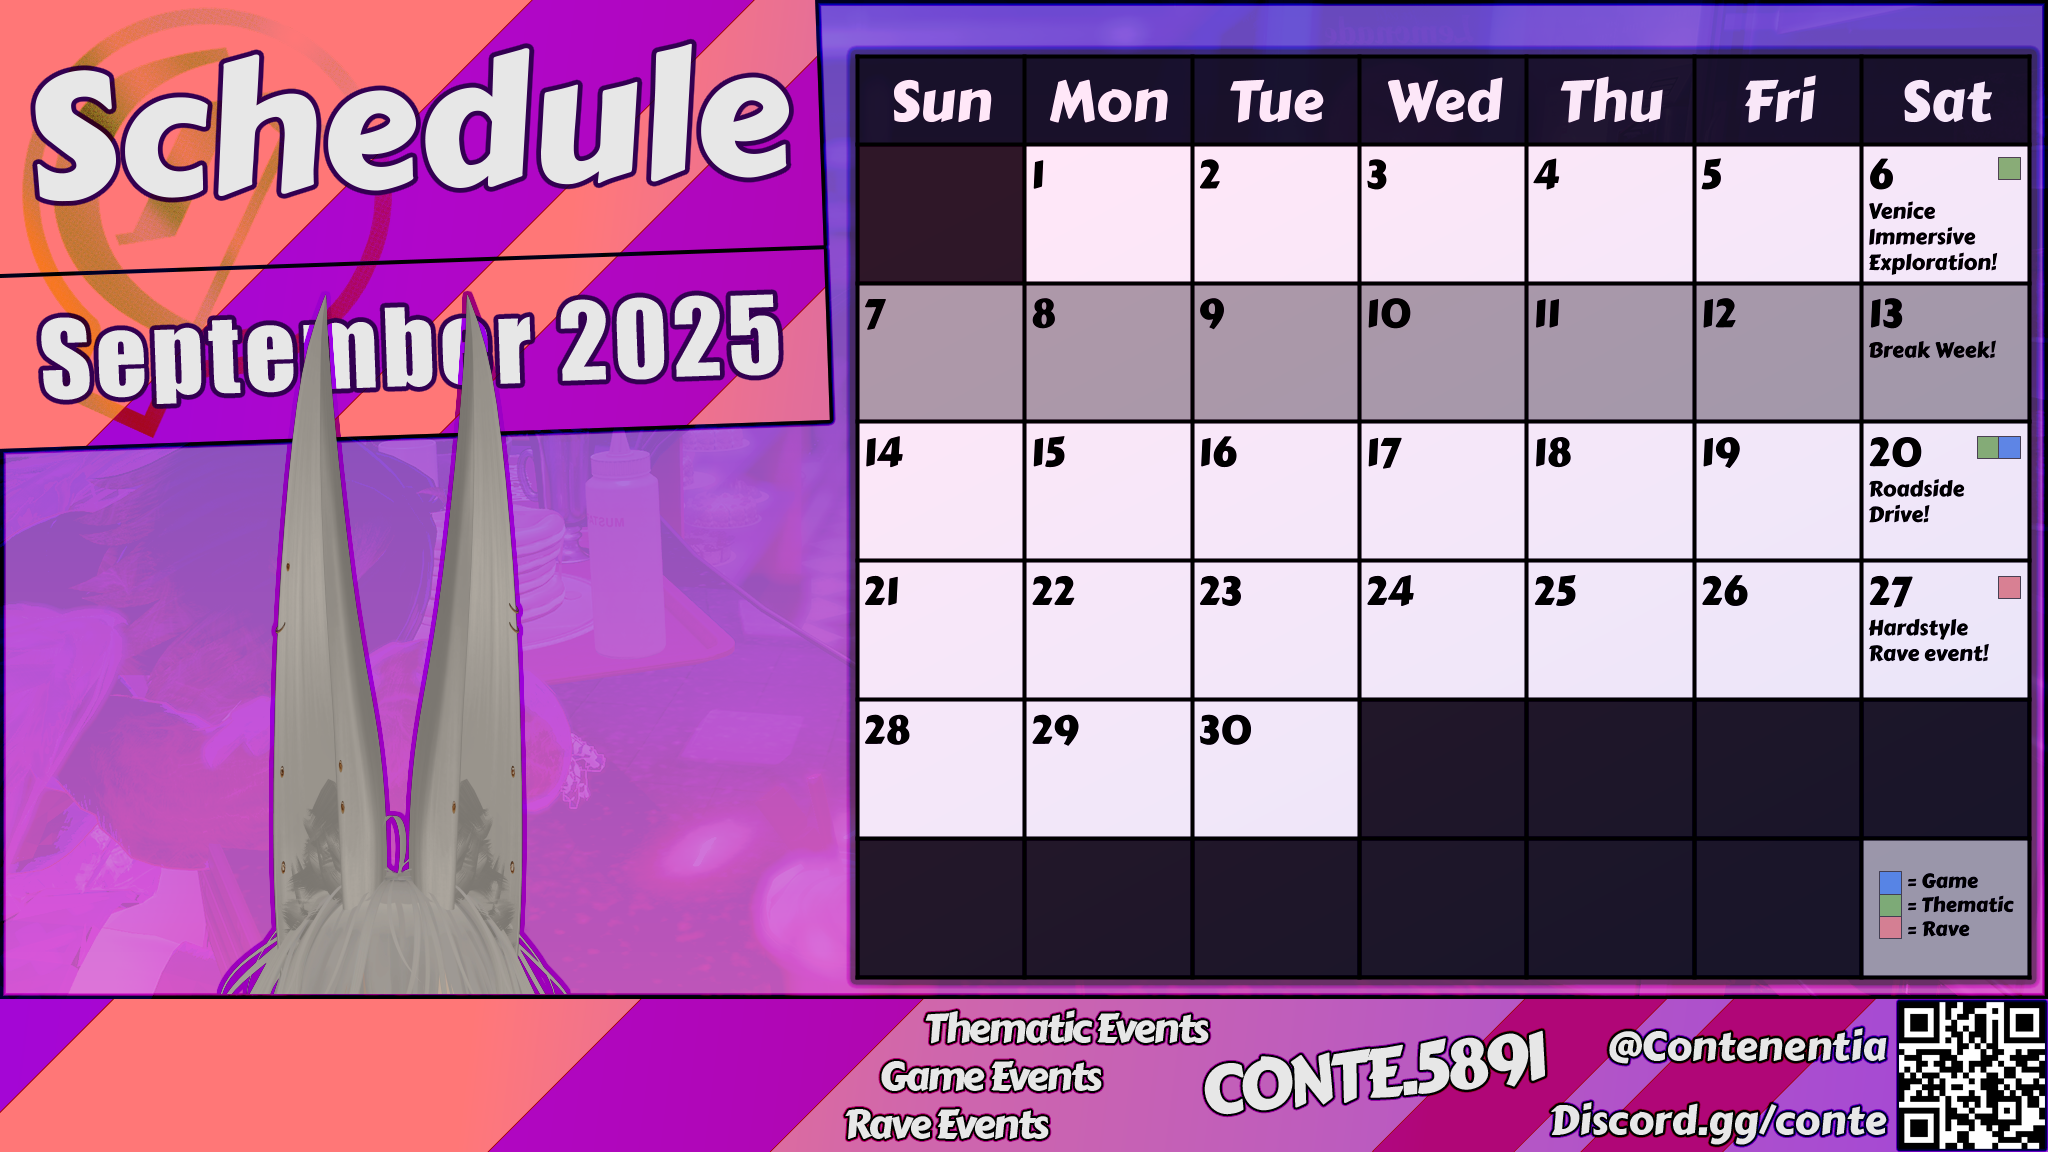 Schedule
September 2025
Sun Mon Tue Wed Thu Fri Sat
1 2 3 4 5 6
Venice
Immersive
Exploration!
7 8 9 10 11 12 13
Break Week!
14 15 16 17 18 19 20
Roadside
Drive!
21 22 23 24 25 26 27
Hardstyle
Rave event!
28 29 30
= Game
= Thematic
= Rave
Thematic Events
Game Events
Rave Events
CONTE.5891
@Contenentia
Discord.gg/conte